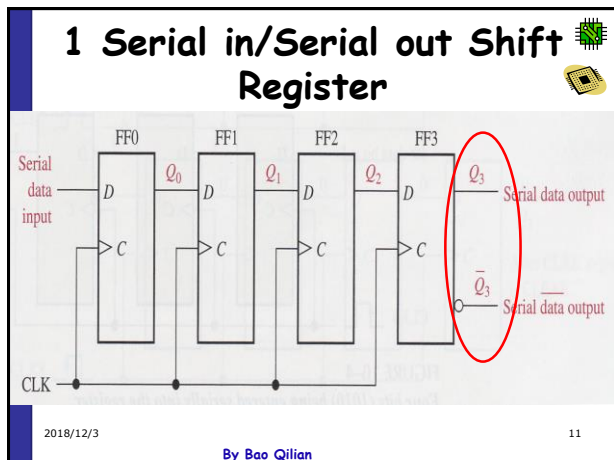 1 Serial in/Serial out Shift
Register
FF0 FF1 FF2 FF3
Serial
data
input
D Q₀ D Q₁ D Q₂ D Q₃
Serial data output
C C C C
Q̅₃
Serial d̅a̅t̅a̅ output
CLK
2018/12/3
11
By Bao Qilian